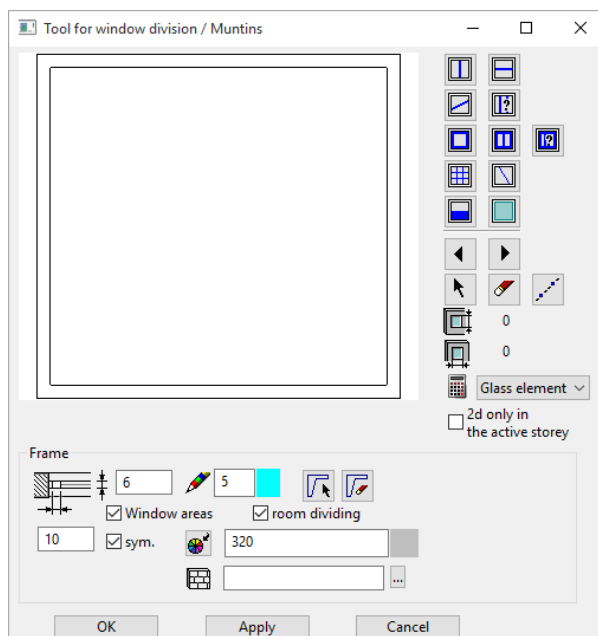 Tool for window division / Muntins
?
?
0
0
Glass element
2d only in
the active storey
Frame
6
5
Window areas
room dividing
10
sym.
320
...
OK
Apply
Cancel